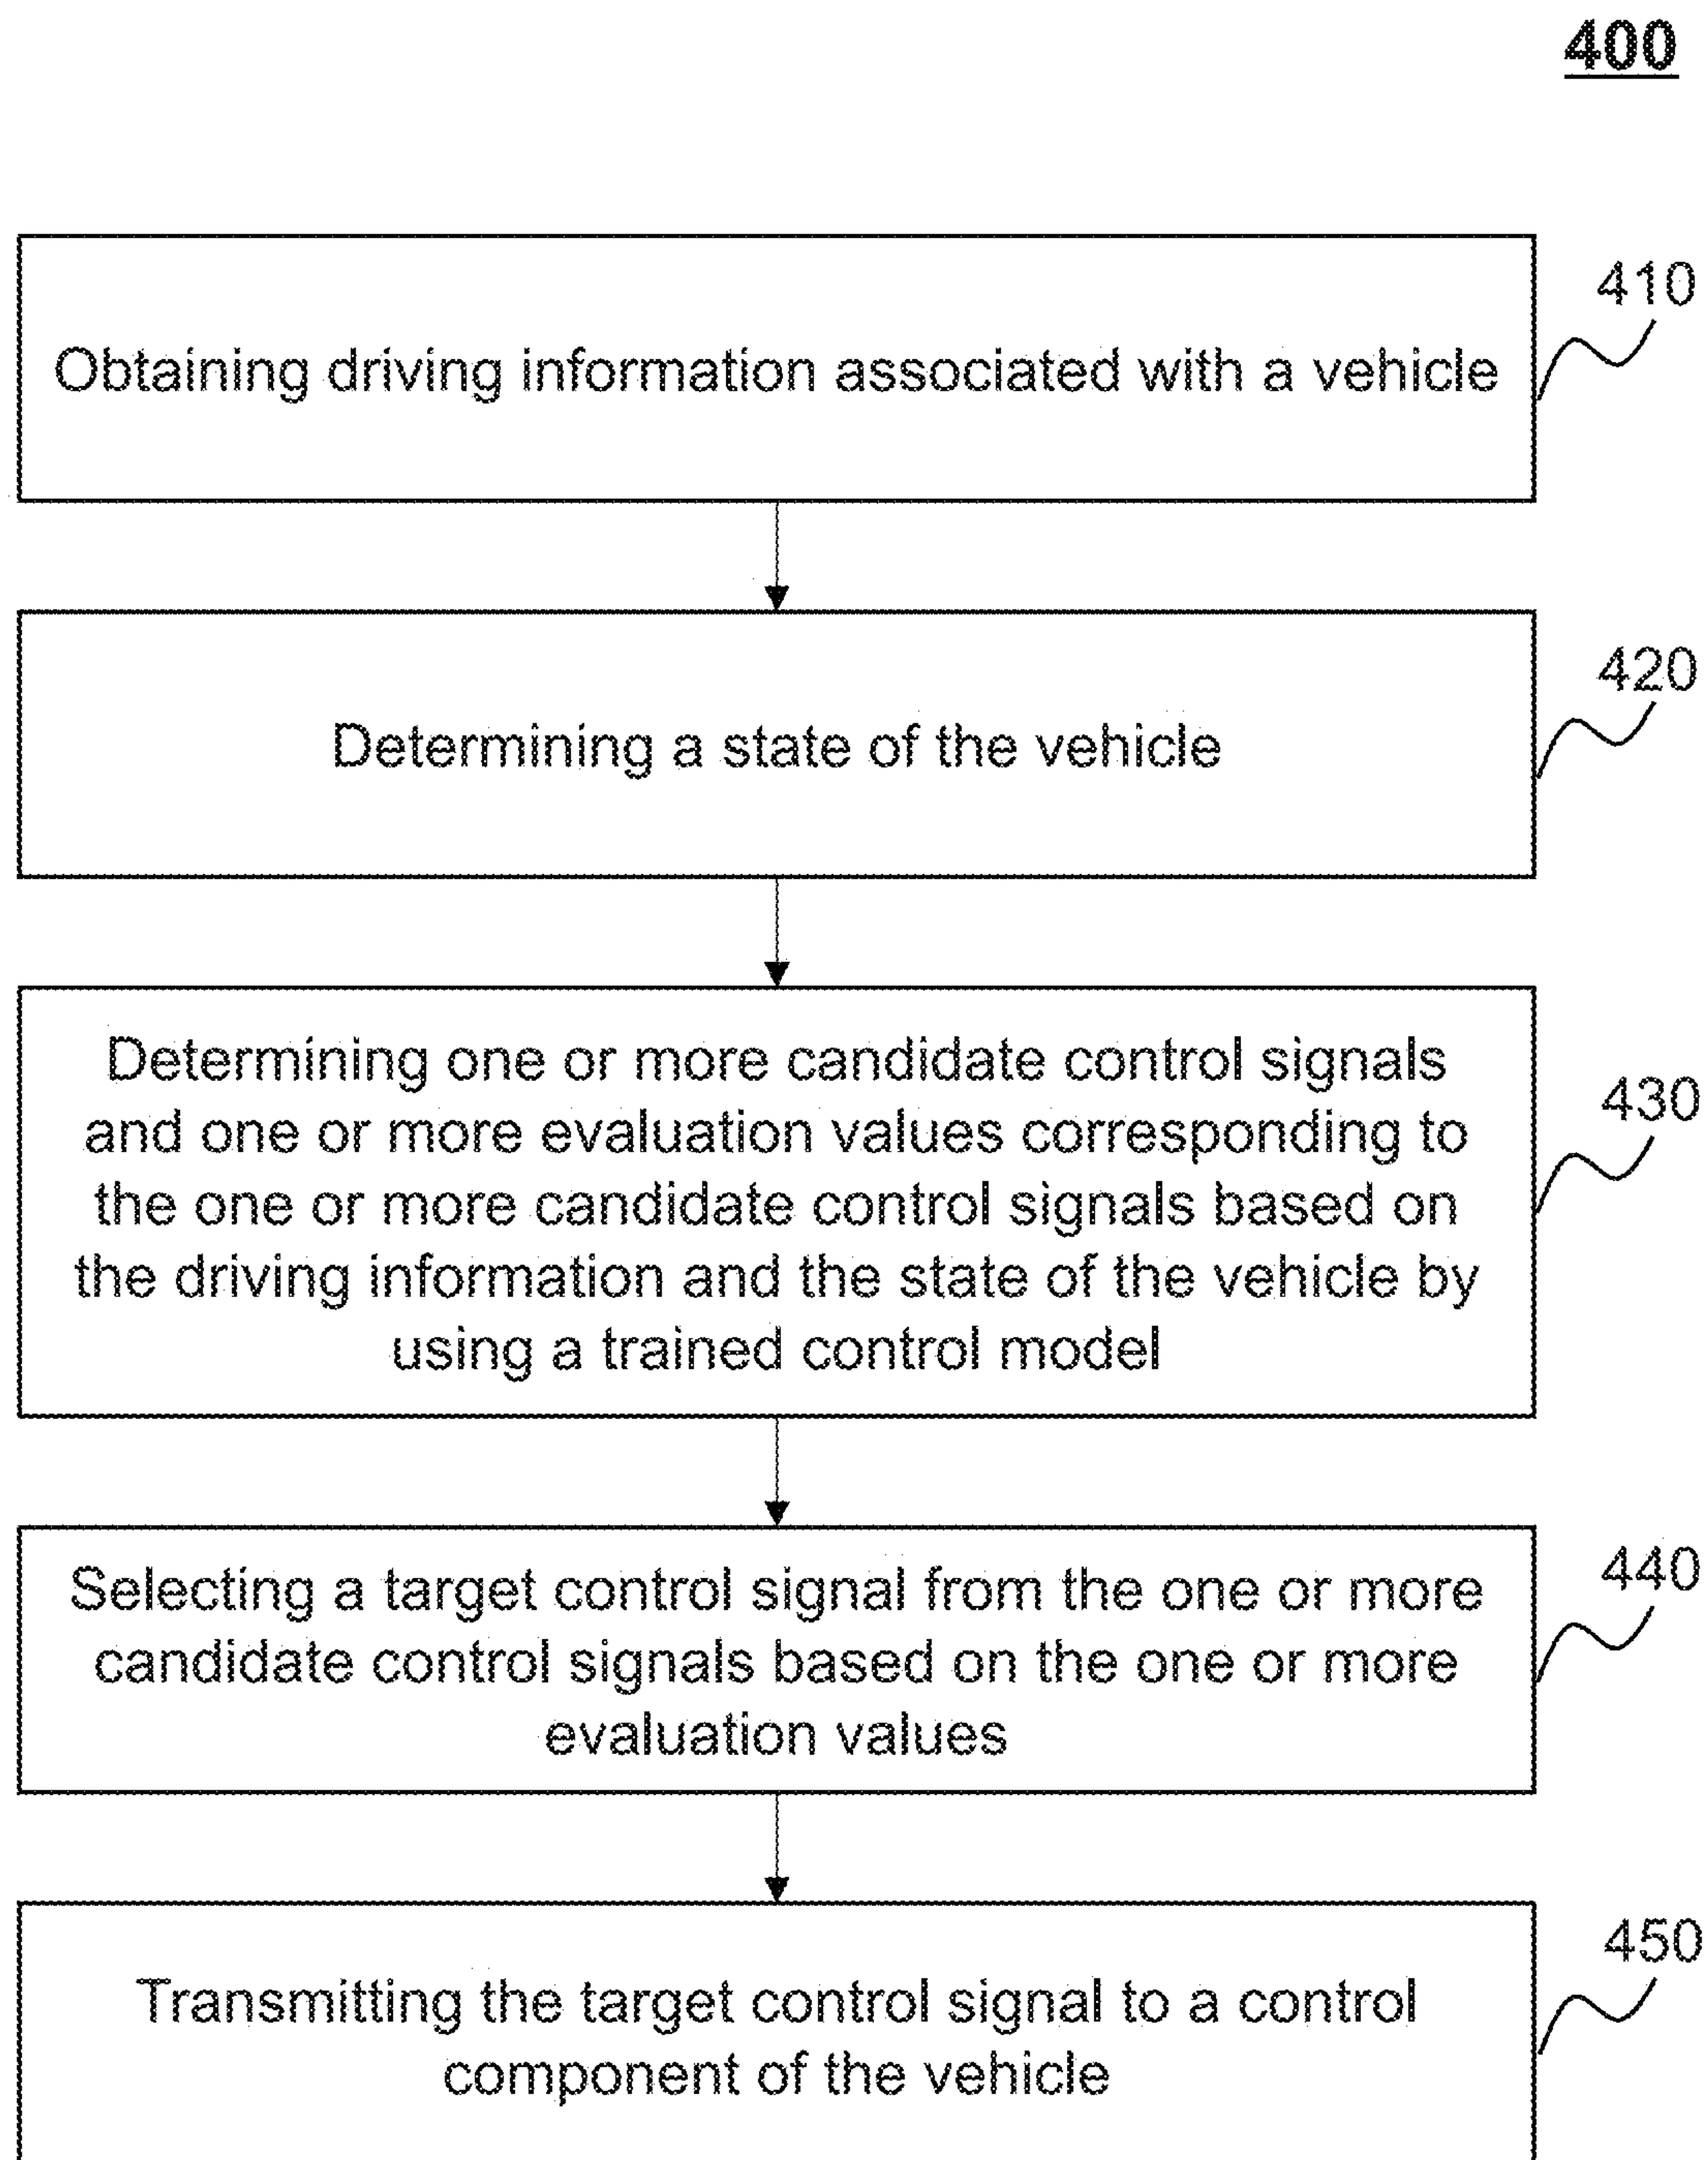 400
410
Obtaining driving information associated with a vehicle
420
Determining a state of the vehicle
Determining one or more candidate control signals
and one or more evaluation values corresponding to
430
the one or more candidate control signals based on
the driving information and the state of the vehicle by
using a trained control model
440
Selecting a target control signal from the one or more
candidate control signals based on the one or more
evaluation values
450
Transmitting the target control signal to a control
component of the vehicle